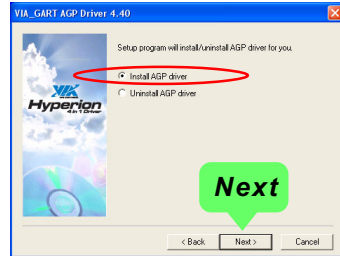 VIA_GART AGP Driver 4.40
Setup program will install/uninstall AGP driver for you.
Install AGP driver
Uninstall AGP driver
VIA
Hyperion
4 in 1 Driver
Next
< Back
Next >
Cancel